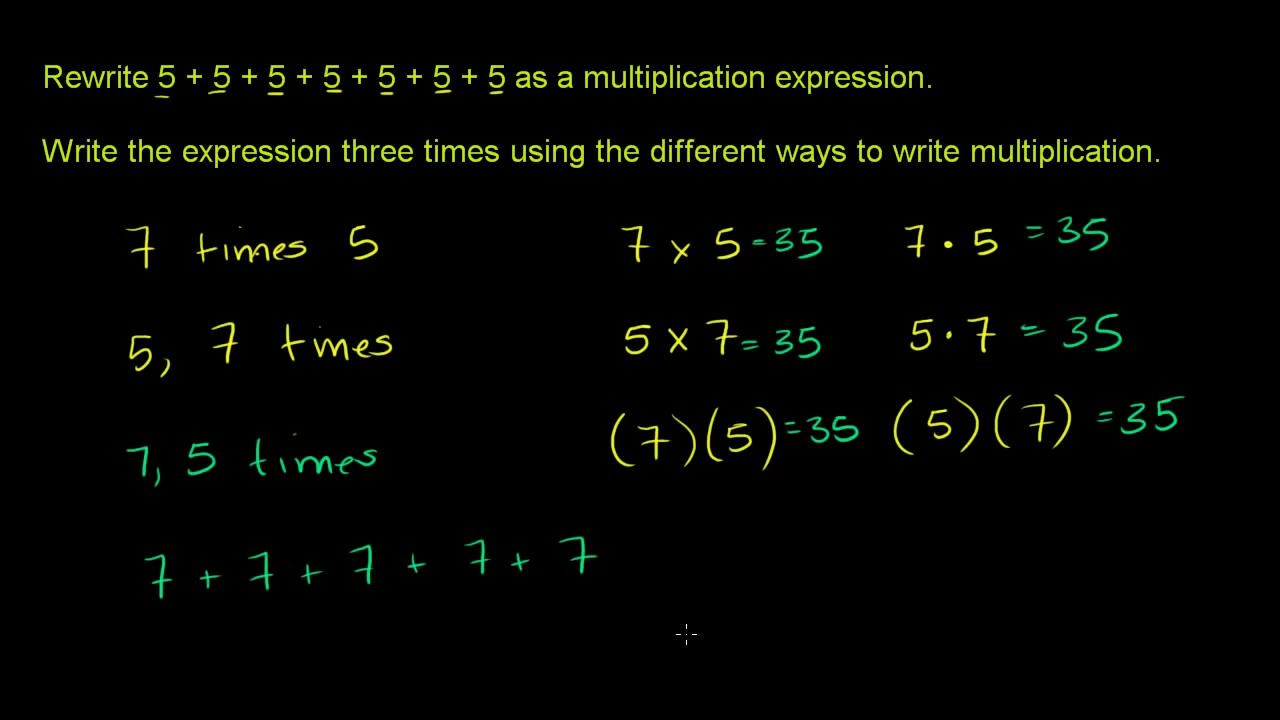 Rewrite 5 + 5 + 5 + 5 + 5 + 5 + 5 as a multiplication expression.
Write the expression three times using the different ways to write multiplication.
7 times 5
7 x 5 = 35
7 · 5 = 35
5, 7 times
5 x 7 = 35
5 · 7 = 35
7, 5 times
(7)(5) = 35
(5)(7) = 35
7 + 7 + 7 + 7 + 7